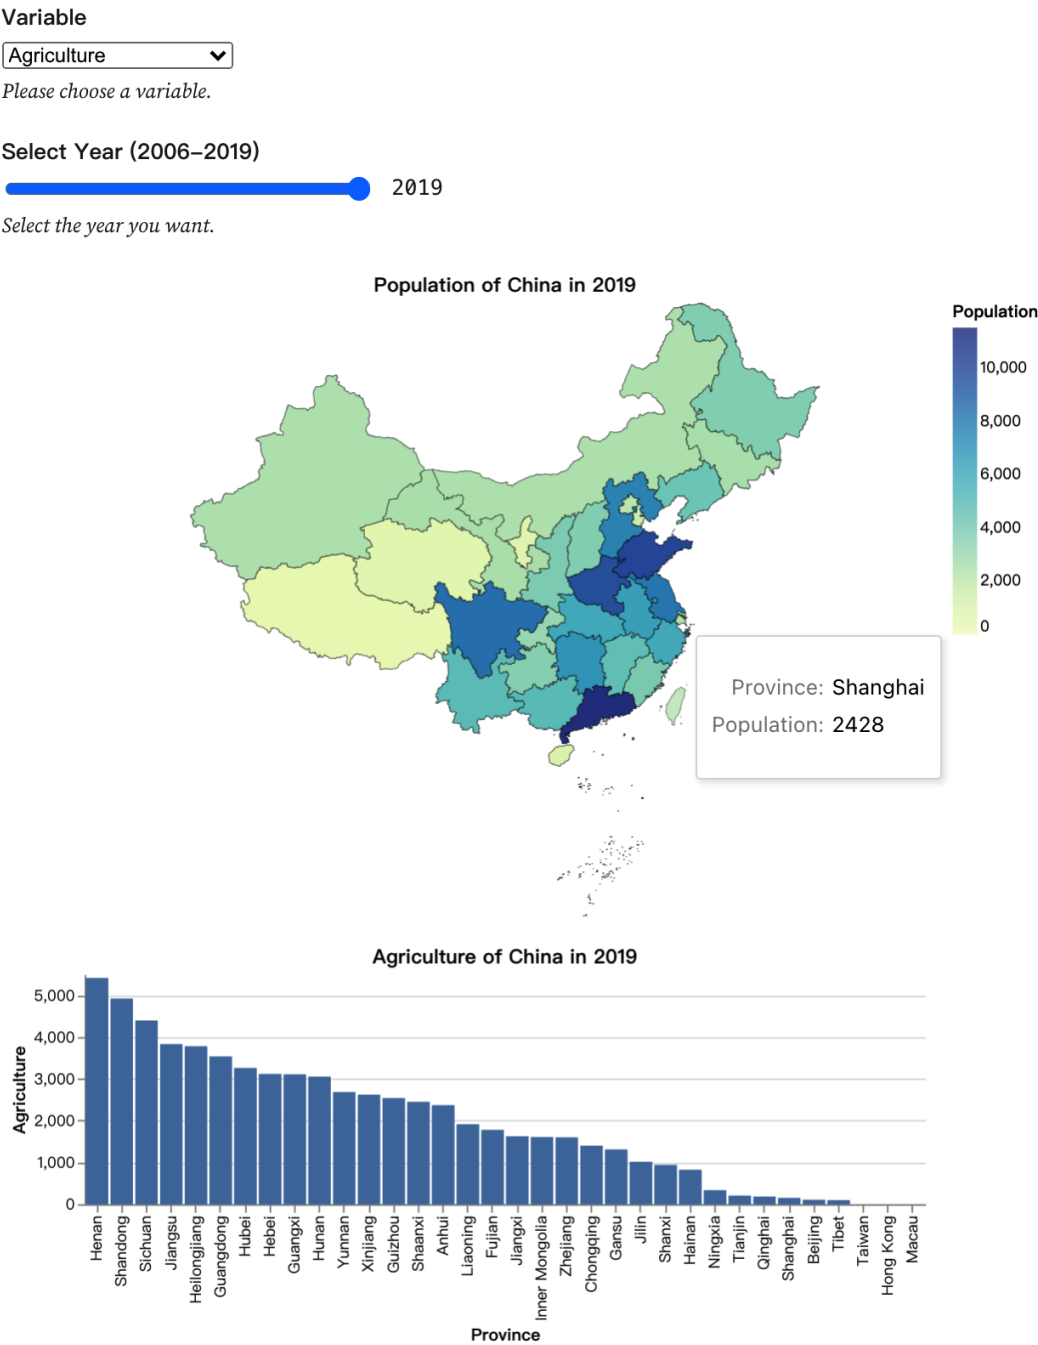 Variable
Agriculture
Please choose a variable.
Select Year (2006–2019)
2019
Select the year you want.
Population of China in 2019
Population
10,000
8,000
6,000
4,000
2,000
0
Province: Shanghai
Population: 2428
Agriculture of China in 2019
Agriculture
5,000
4,000
3,000
2,000
1,000
0
Henan
Shandong
Sichuan
Jiangsu
Heilongjiang
Guangdong
Hubei
Hebei
Guangxi
Hunan
Yunnan
Xinjiang
Guizhou
Shaanxi
Anhui
Liaoning
Fujian
Jiangxi
Inner Mongolia
Zhejiang
Chongqing
Gansu
Jilin
Shanxi
Hainan
Ningxia
Tianjin
Qinghai
Shanghai
Beijing
Tibet
Taiwan
Hong Kong
Macau
Province